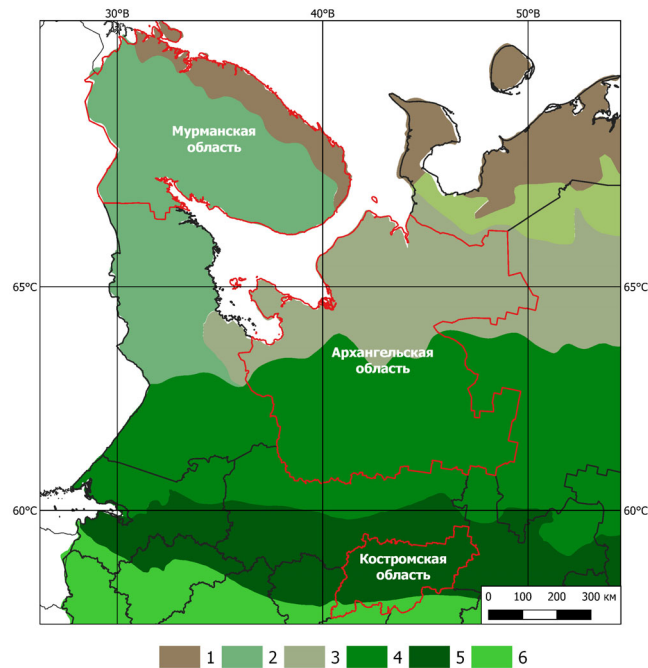 30°В 40°В 50°В
Мурманская
область
65°С 65°С
Архангельская
область
60°С 60°С
Костромская
область
0 100 200 300 км
1 2 3 4 5 6